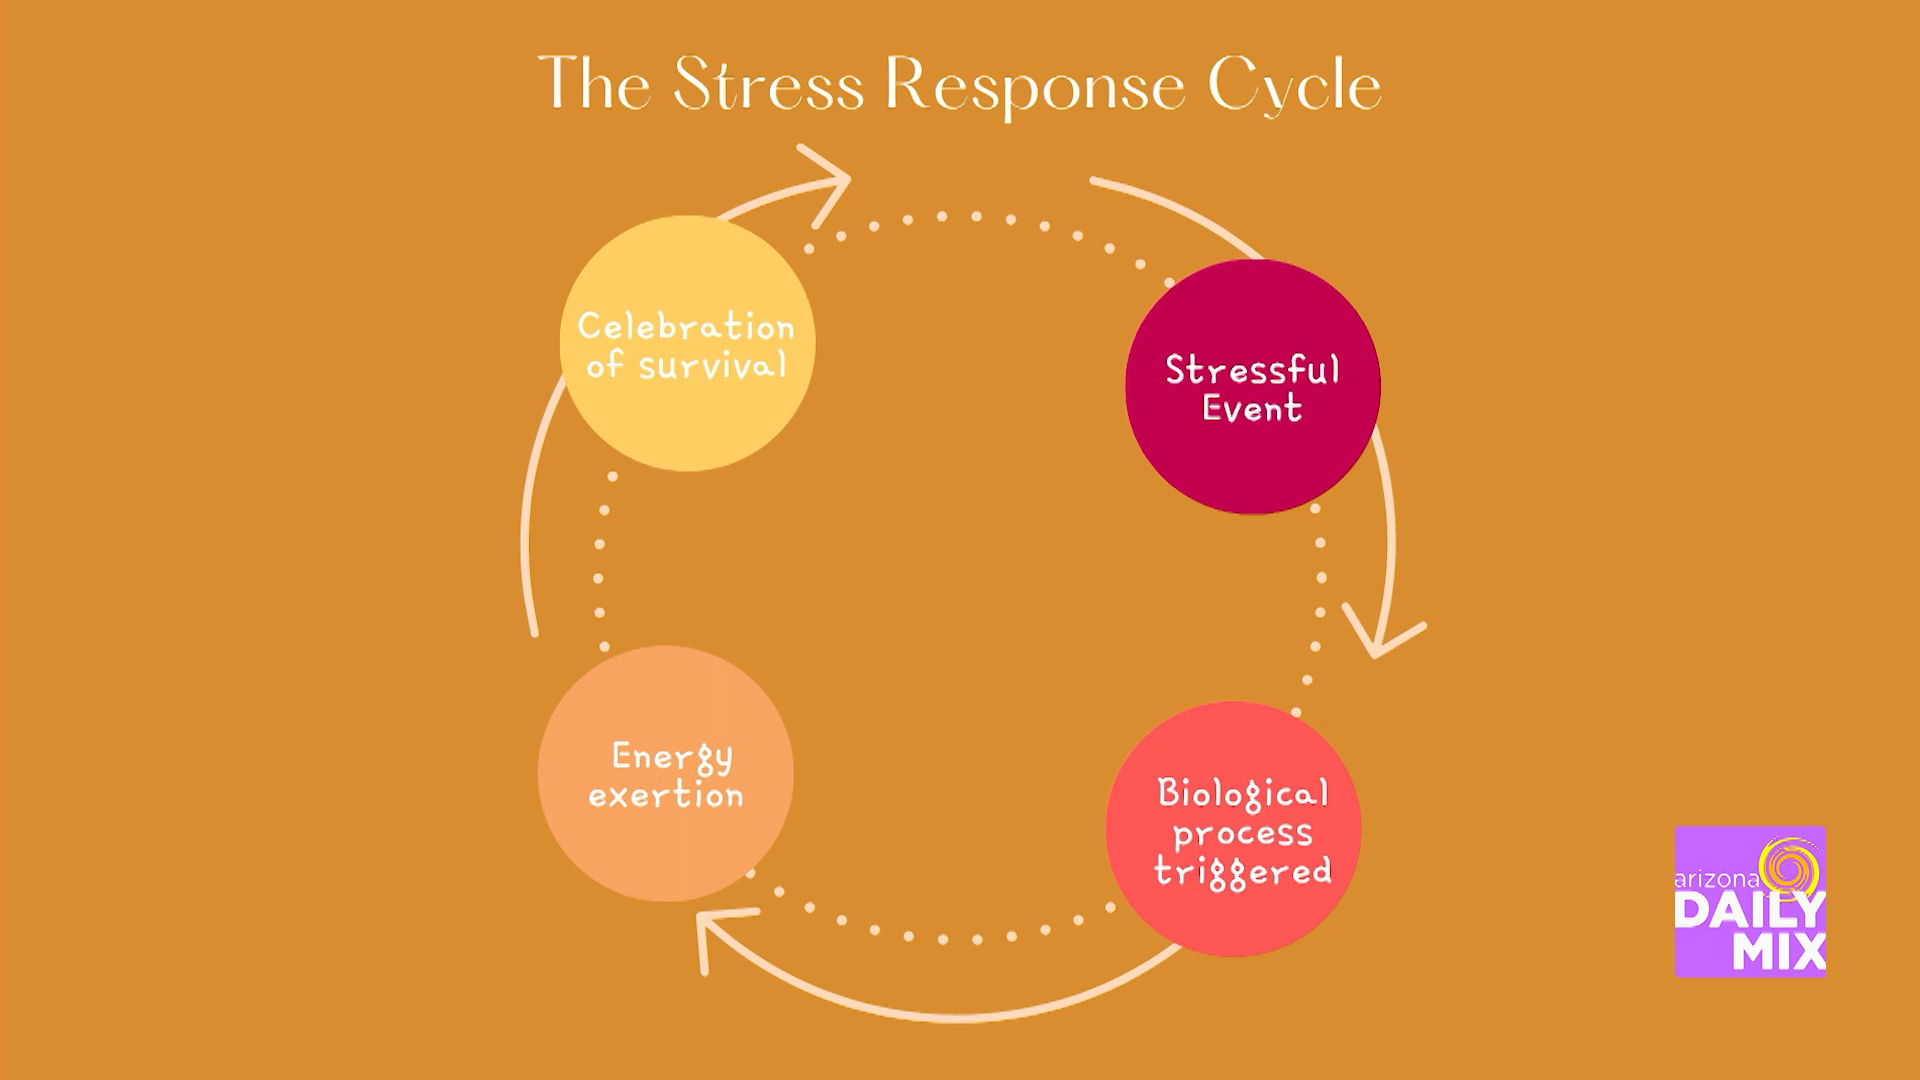 The Stress Response Cycle
Celebration
of survival
Stressful
Event
Energy
exertion
Biological
process
triggered
arizona
DAILY
MIX